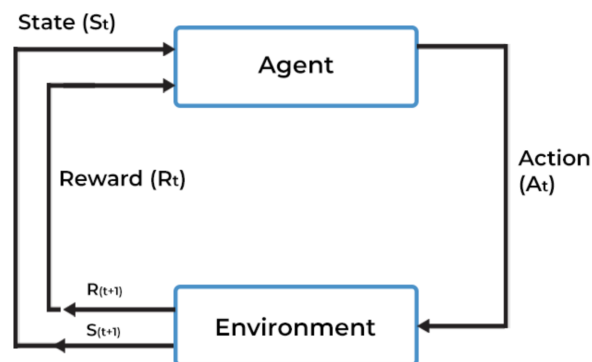 State (St)
Agent
Action
(At)
Reward (Rt)
R(t+1)
S(t+1)
Environment